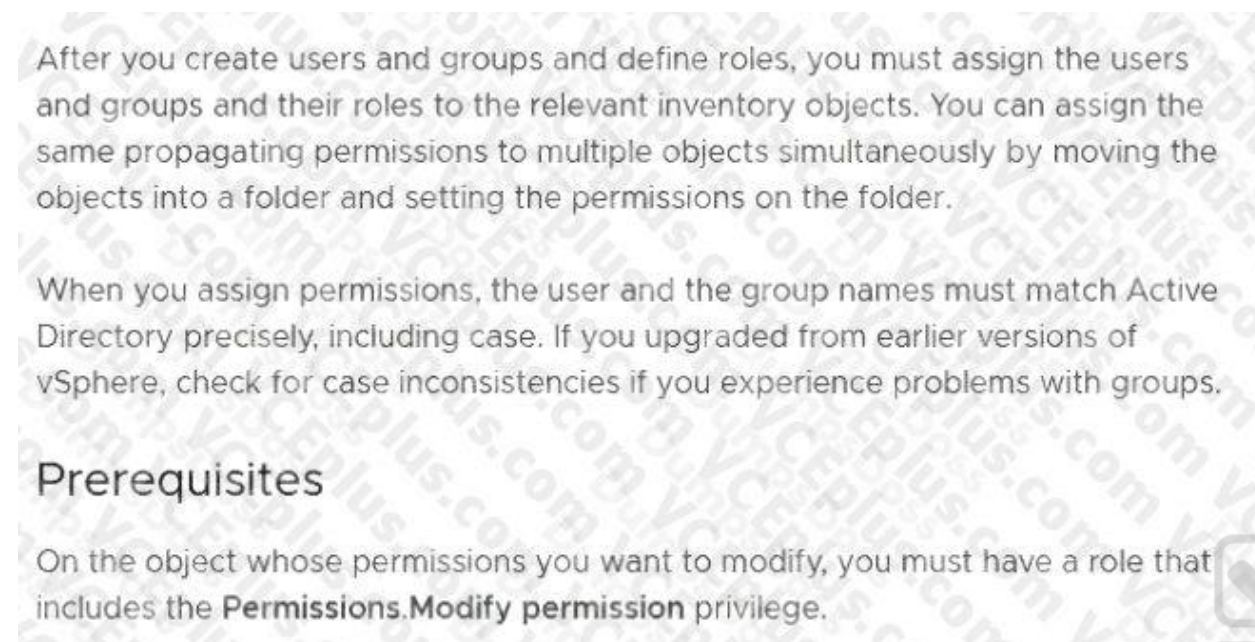 After you create users and groups and define roles, you must assign the users
and groups and their roles to the relevant inventory objects. You can assign the
same propagating permissions to multiple objects simultaneously by moving the
objects into a folder and setting the permissions on the folder.
When you assign permissions, the user and the group names must match Active
Directory precisely, including case. If you upgraded from earlier versions of
vSphere, check for case inconsistencies if you experience problems with groups.
Prerequisites
On the object whose permissions you want to modify, you must have a role that
includes the Permissions.Modify permission privilege.